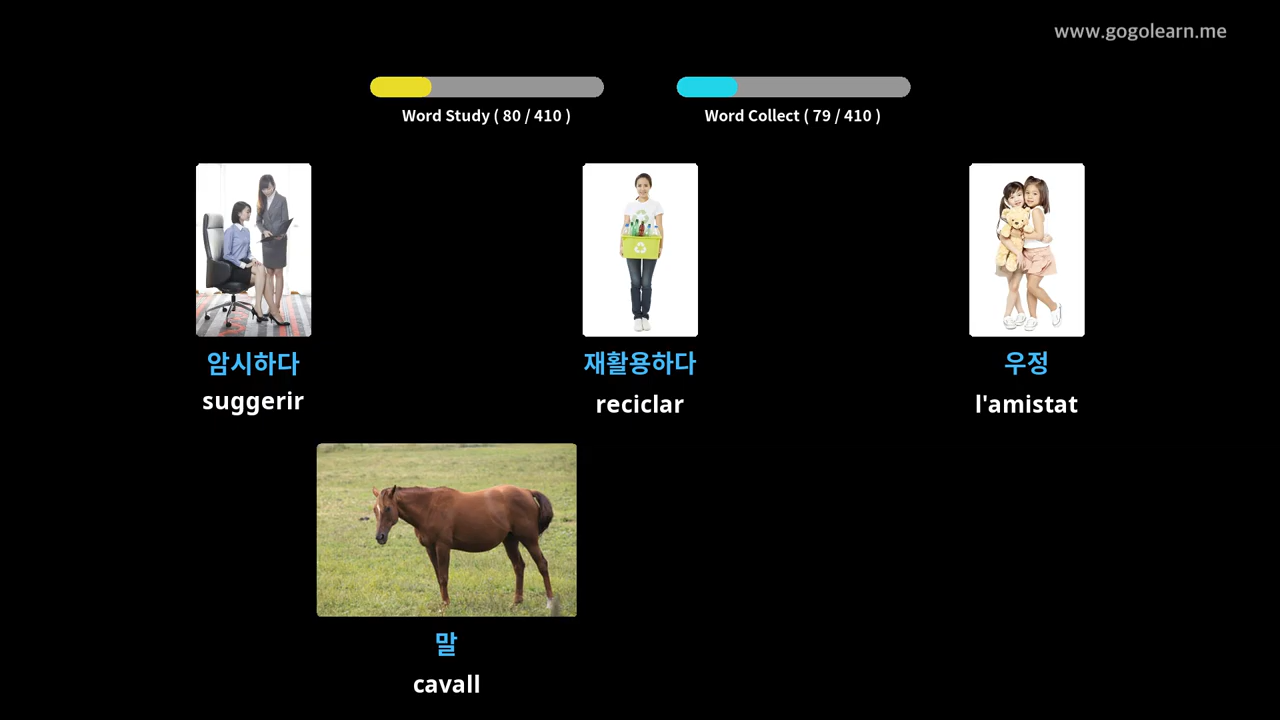 www.gogolearn.me
Word Study ( 80 / 410 )
Word Collect ( 79 / 410 )
암시하다
suggerir
재활용하다
reciclar
우정
l'amistat
말
cavall